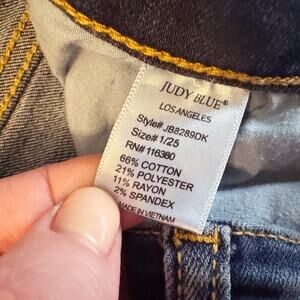 JUDY BLUE®
LOS ANGELES
Style# JB8289DK
Size# 1/25
RN# 116360
66% COTTON
21% POLYESTER
11% RAYON
2% SPANDEX
MADE IN VIETNAM